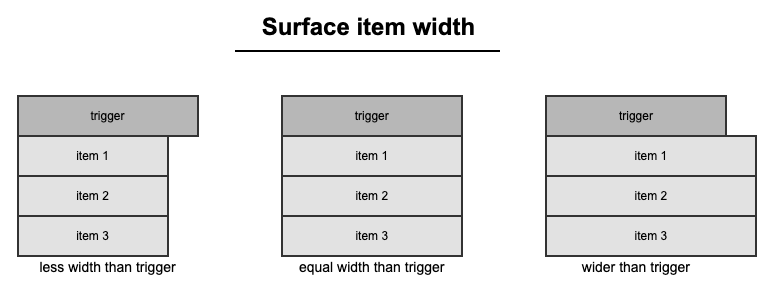 Surface item width
trigger
item 1
item 2
item 3
less width than trigger
trigger
item 1
item 2
item 3
equal width than trigger
trigger
item 1
item 2
item 3
wider than trigger